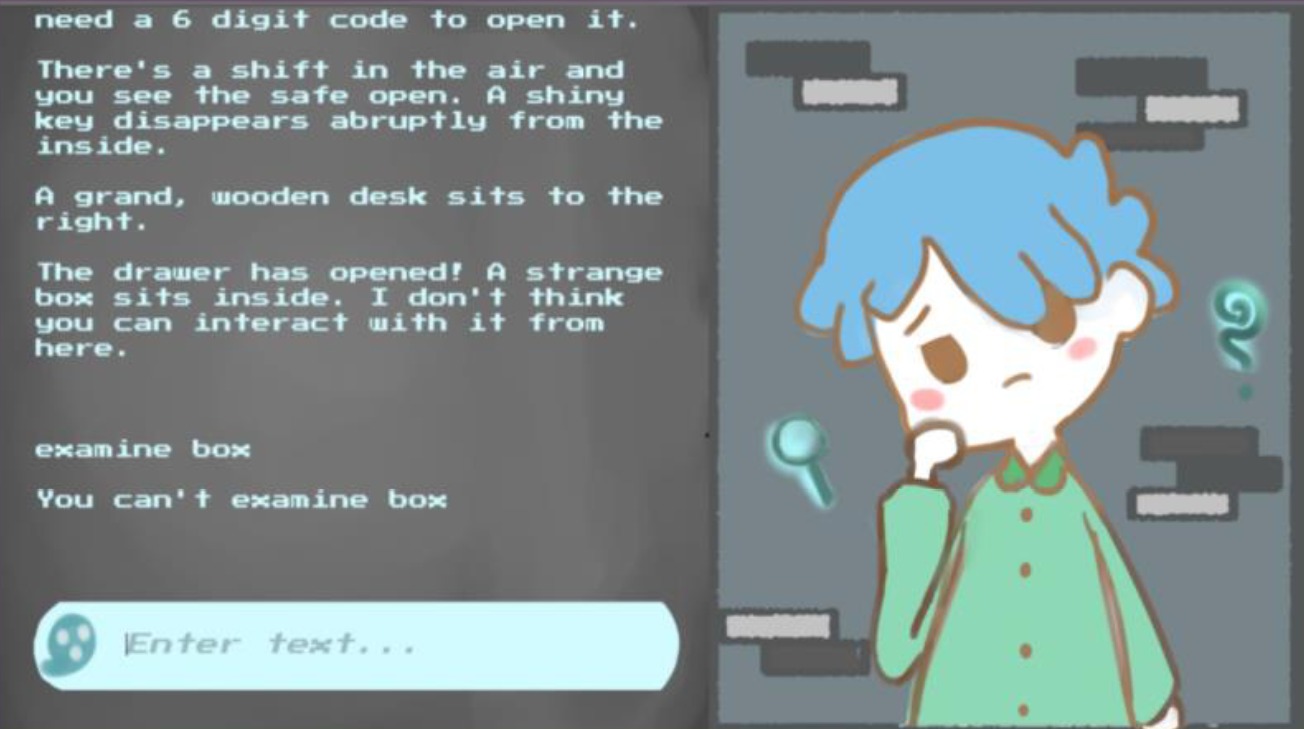 need a 6 digit code to open it.
There's a shift in the air and
you see the safe open. A shiny
key disappears abruptly from the
inside.
A grand, wooden desk sits to the
right.
The drawer has opened! A strange
box sits inside. I don't think
you can interact with it from
here.
examine box
You can't examine box
Enter text...